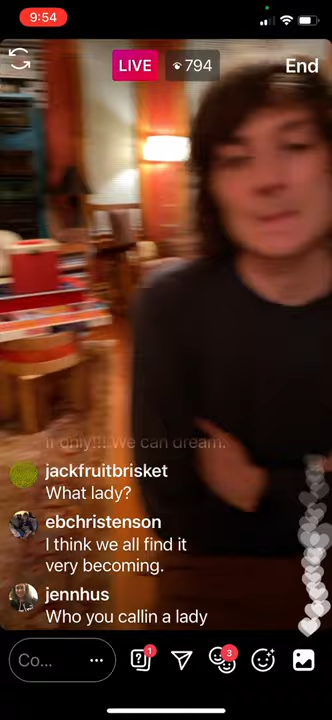 9:54
LIVE
794
End
If only!!! We can dream.
jackfruitbrisket
What lady?
ebchristenson
I think we all find it
very becoming.
jennhus
Who you callin a lady
Co...
1
3